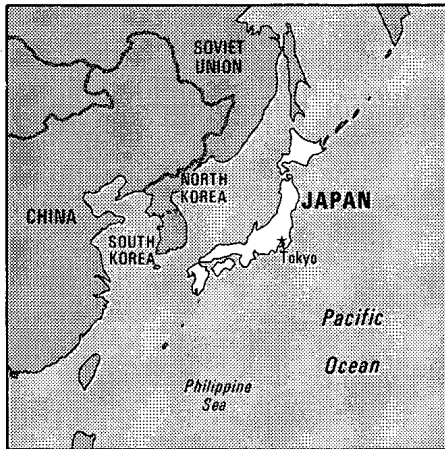 SOVIET
UNION
NORTH
KOREA
JAPAN
CHINA
SOUTH
KOREA
Tokyo
Pacific
Ocean
Philippine
Sea